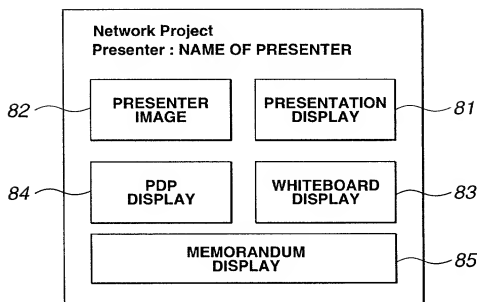 Network Project
Presenter : NAME OF PRESENTER
82
PRESENTER
IMAGE
PRESENTATION
DISPLAY
81
84
PDP
DISPLAY
WHITEBOARD
DISPLAY
83
MEMORANDUM
DISPLAY
85